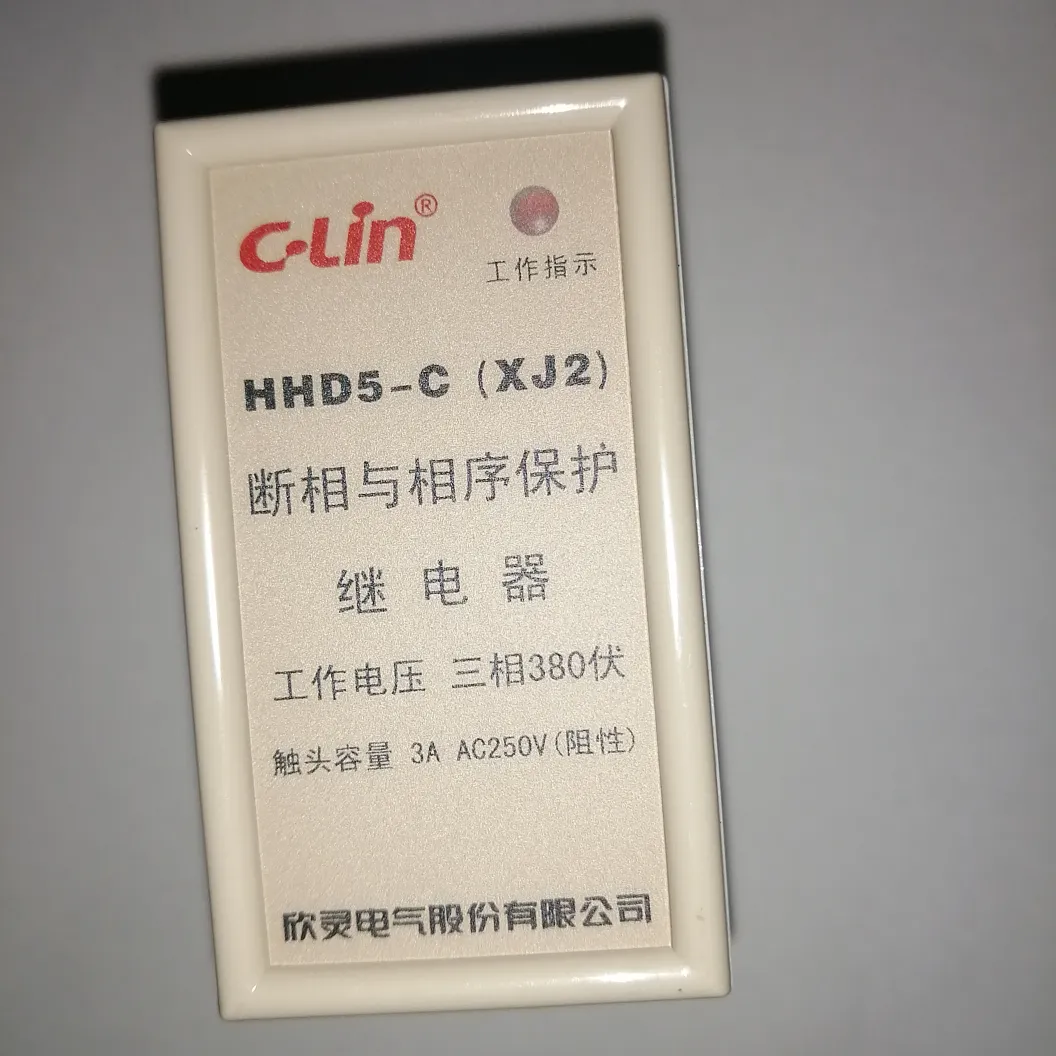 C-Lin®
工作指示
HHD5-C (XJ2)
断相与相序保护
继电器
工作电压 三相380伏
触头容量 3A AC250V(阻性)
欣灵电气股份有限公司